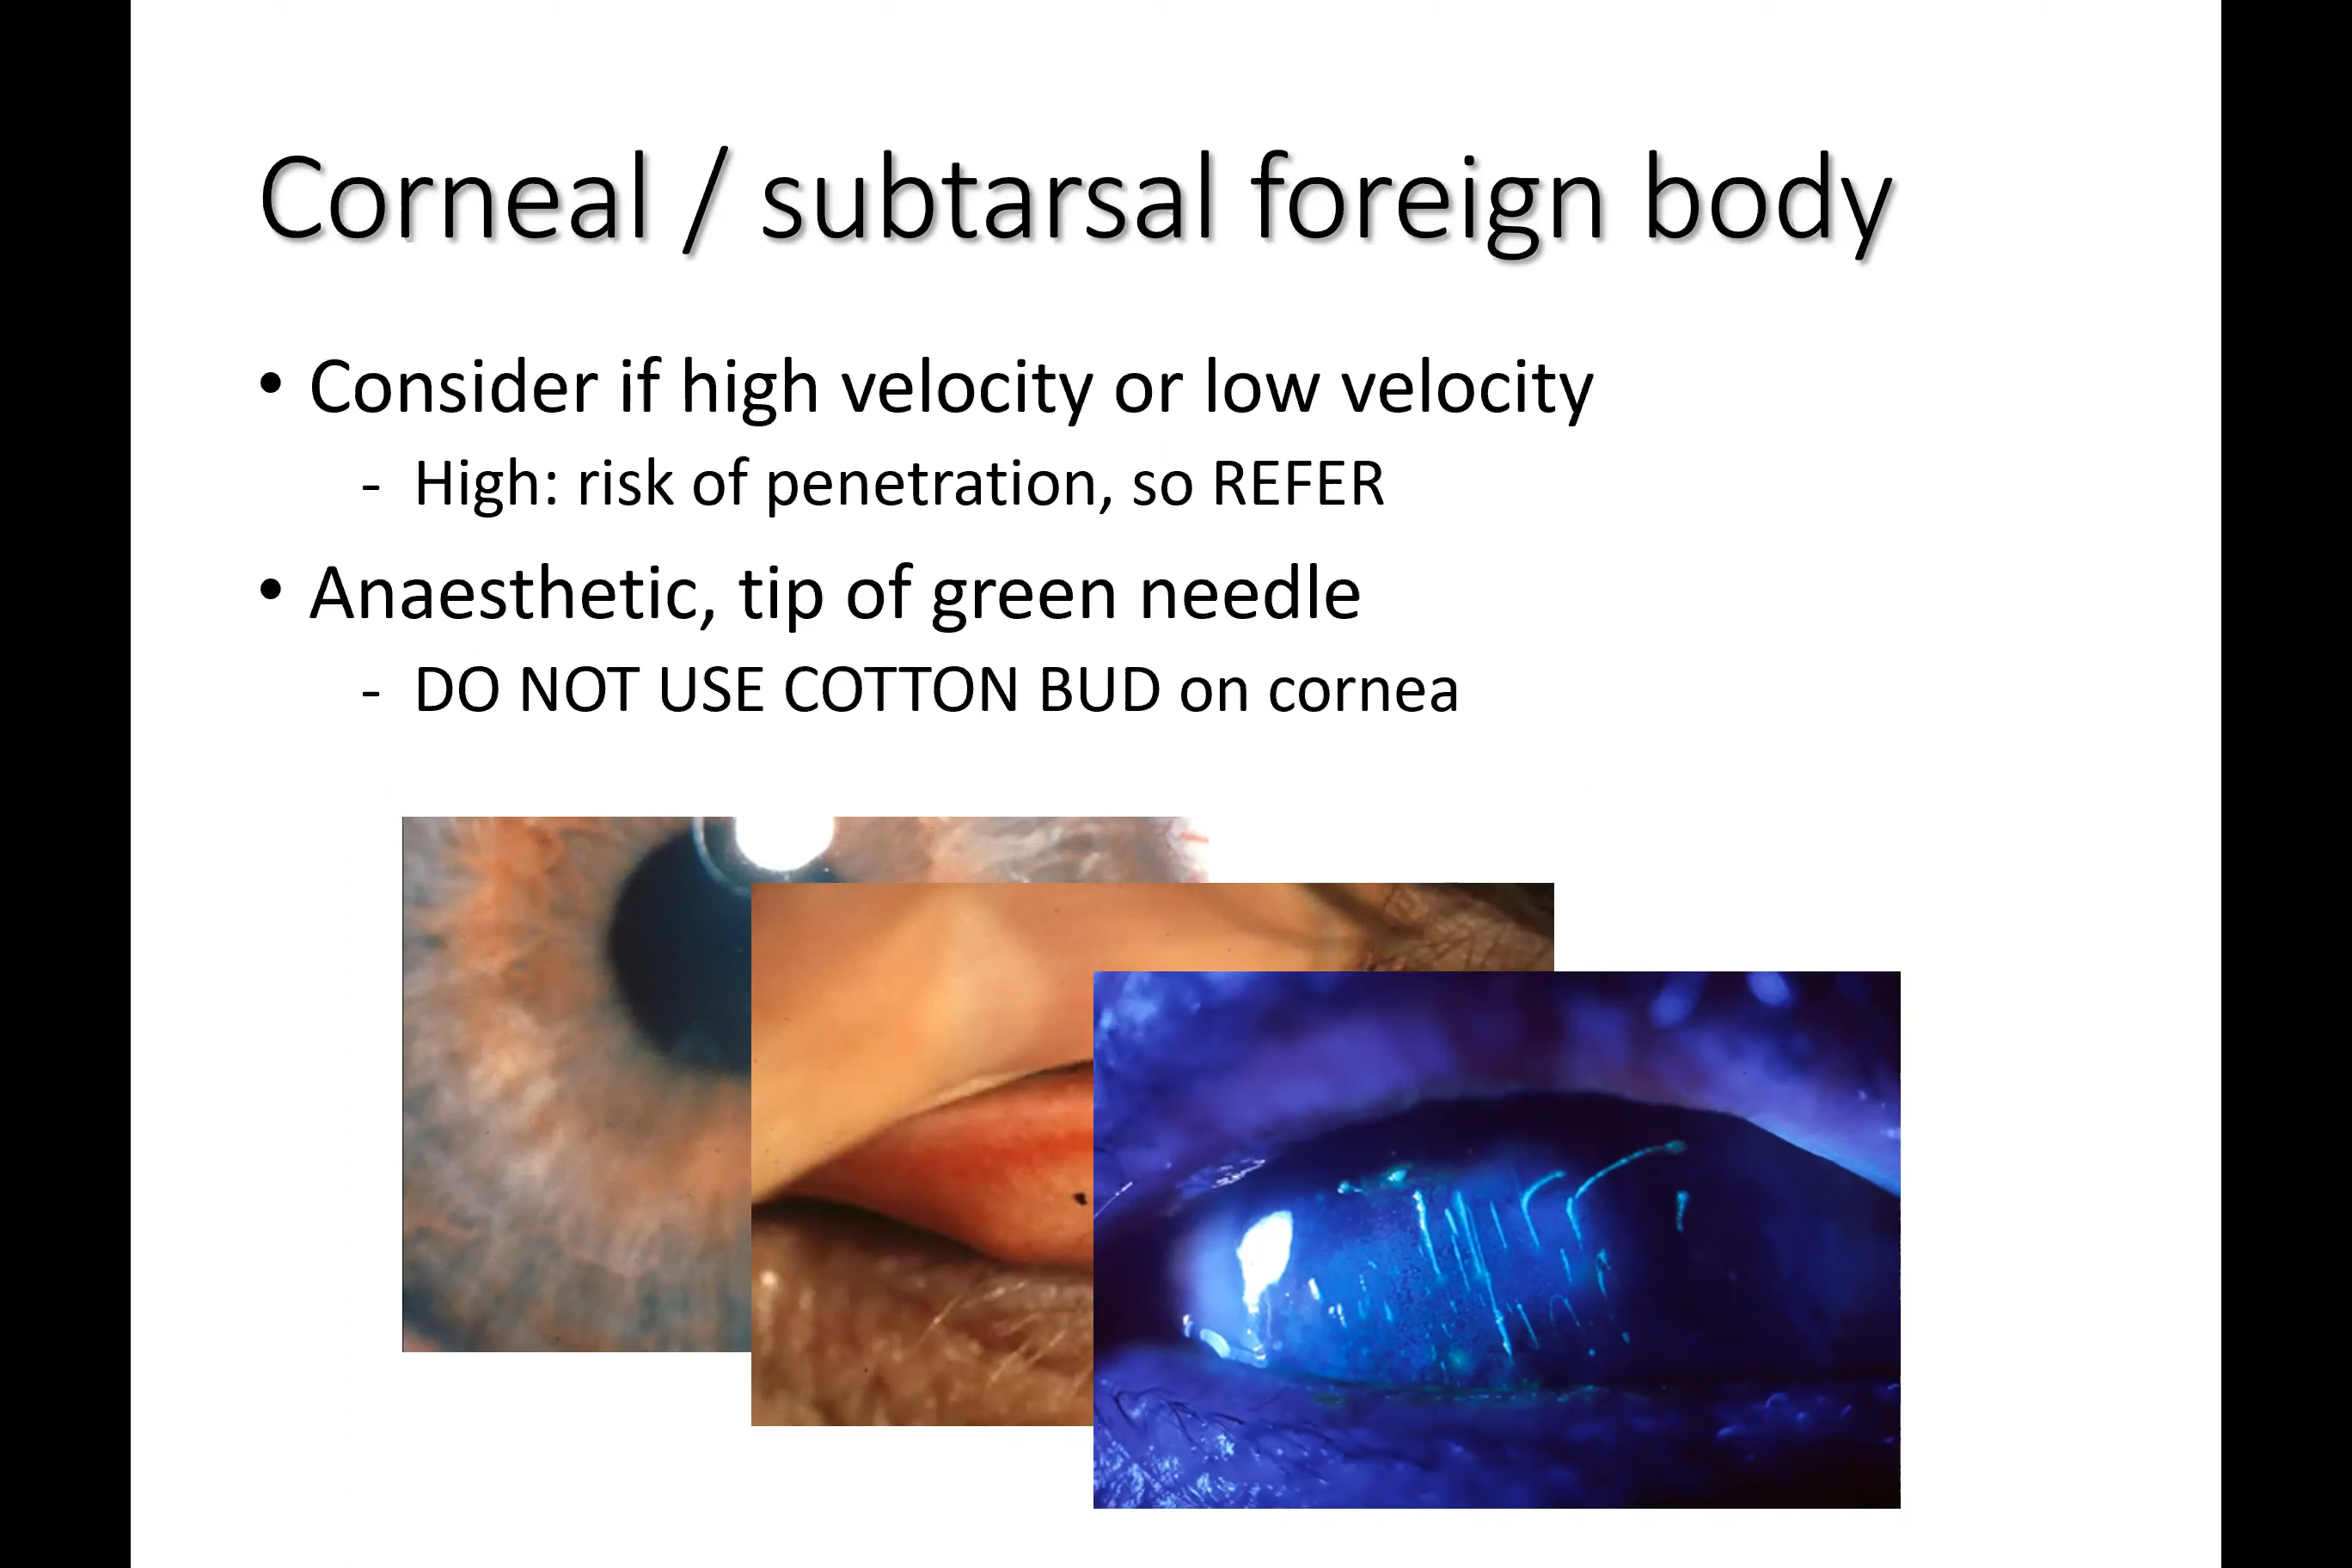 Corneal / subtarsal foreign body
• Consider if high velocity or low velocity
- High: risk of penetration, so REFER
• Anaesthetic, tip of green needle
- DO NOT USE COTTON BUD on cornea